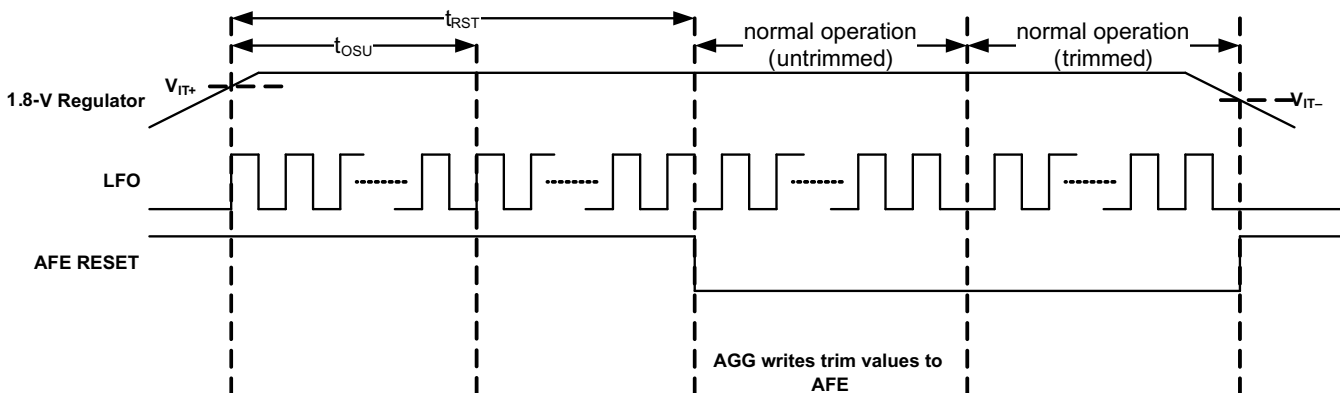 tRST
tOSU
normal operation
(untrimmed)
normal operation
(trimmed)
VIT+
1.8-V Regulator
VIT–
LFO
AFE RESET
AGG writes trim values to
AFE